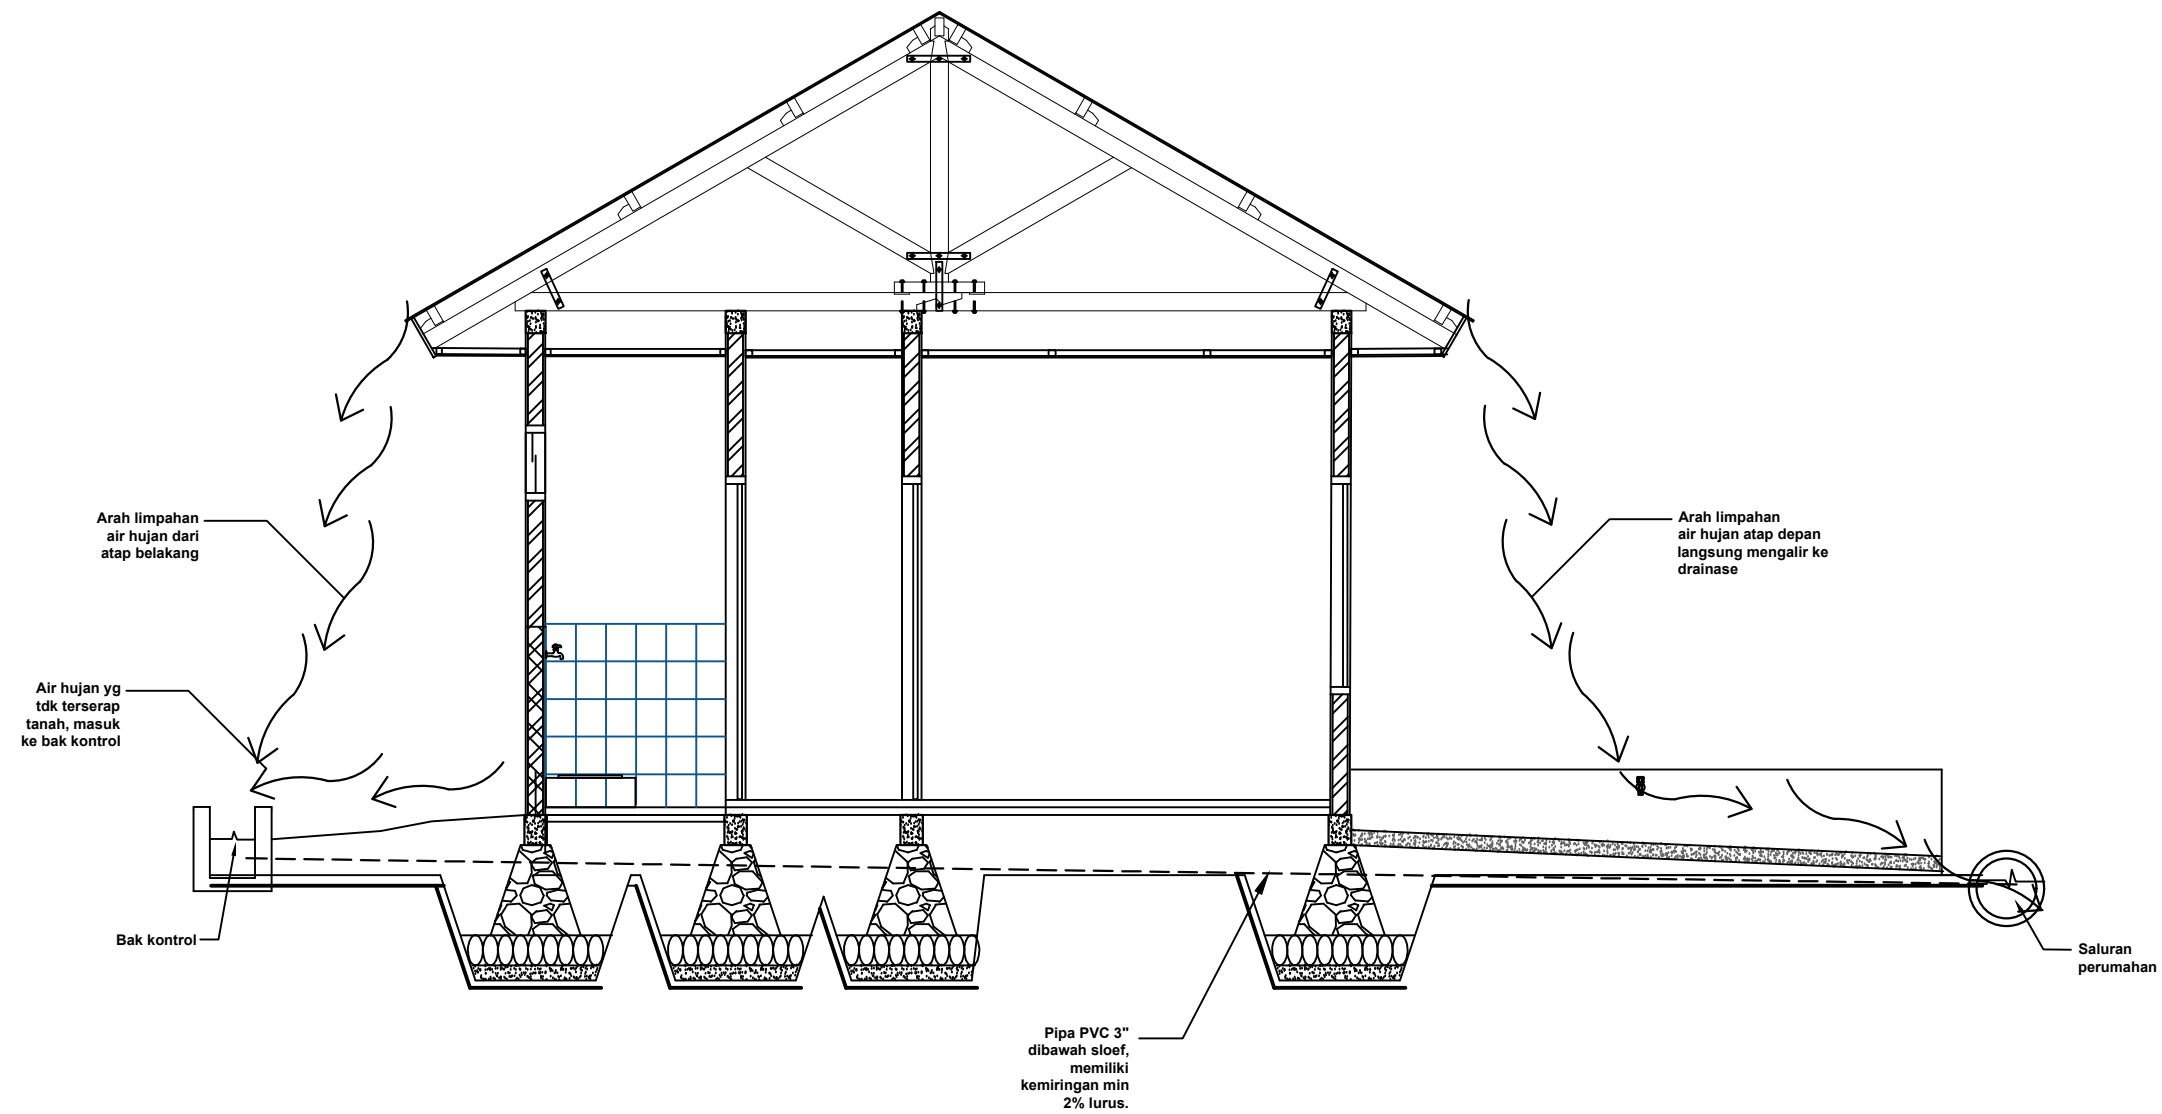 Arah limpahan
air hujan dari
atap belakang
Arah limpahan
air hujan atap depan
langsung mengalir ke
drainase
Air hujan yg
tdk terserap
tanah, masuk
ke bak kontrol
Bak kontrol
Saluran
perumahan
Pipa PVC 3"
dibawah sloef,
memiliki
kemiringan min
2% lurus.